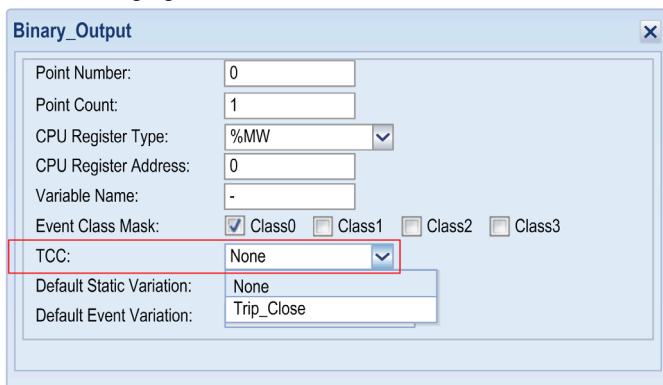 Binary_Output
Point Number: 0
Point Count: 1
CPU Register Type: %MW
CPU Register Address: 0
Variable Name: -
Event Class Mask: Class0 Class1 Class2 Class3
TCC: None
Default Static Variation: None
Default Event Variation: Trip_Close